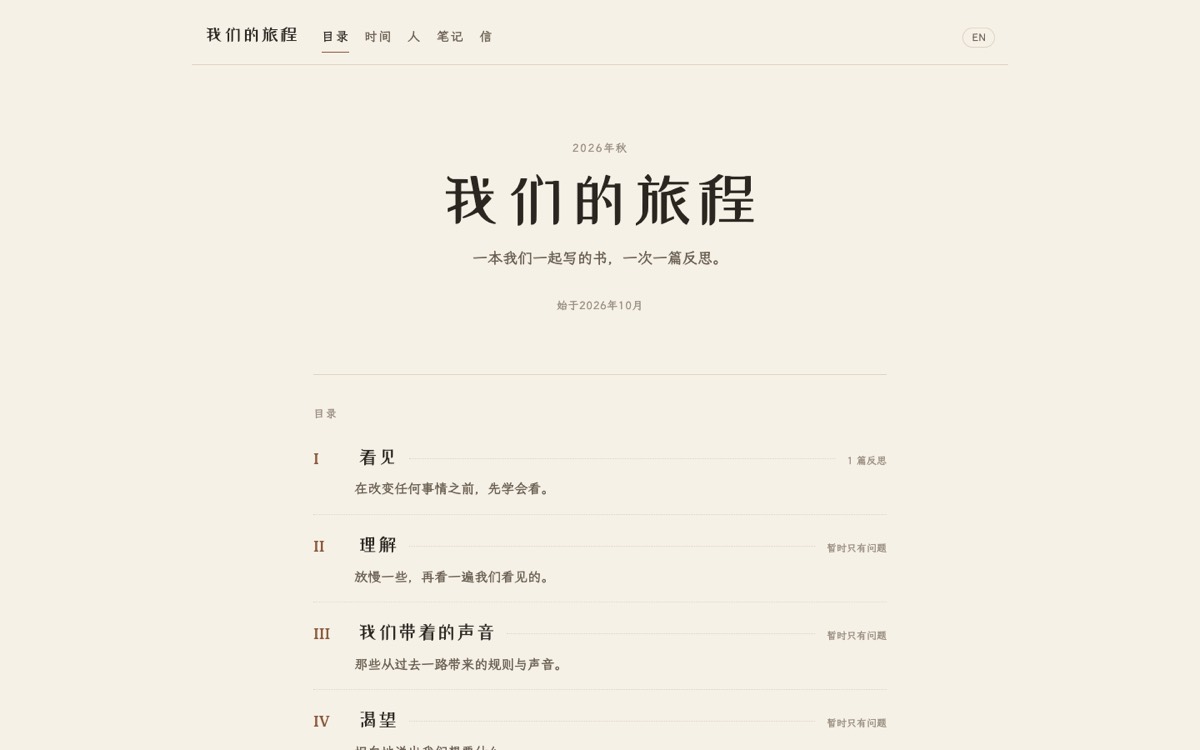 我们的旅程 目录 时间 人 笔记 信 EN
2026年秋
我们的旅程
一本我们一起写的书，一次一篇反思。
始于2026年10月
目录
I 看见 1 篇反思
在改变任何事情之前，先学会看。
II 理解 暂时只有问题
放慢一些，再看一遍我们看见的。
III 我们带着的声音 暂时只有问题
那些从过去一路带来的规则与声音。
IV 渴望 暂时只有问题